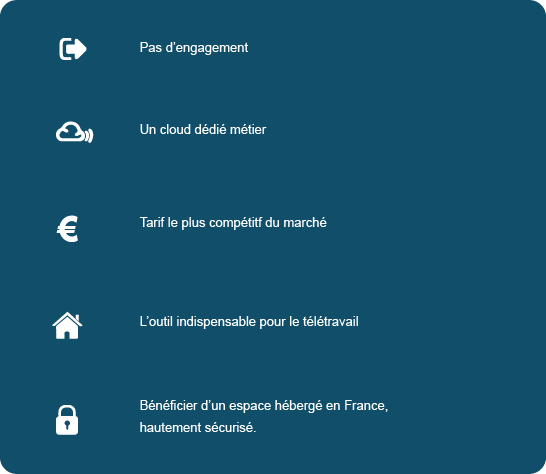 Pas d’engagement
Un cloud dédié métier
Tarif le plus compétitf du marché
L’outil indispensable pour le télétravail
Bénéficier d’un espace hébergé en France,
hautement sécurisé.